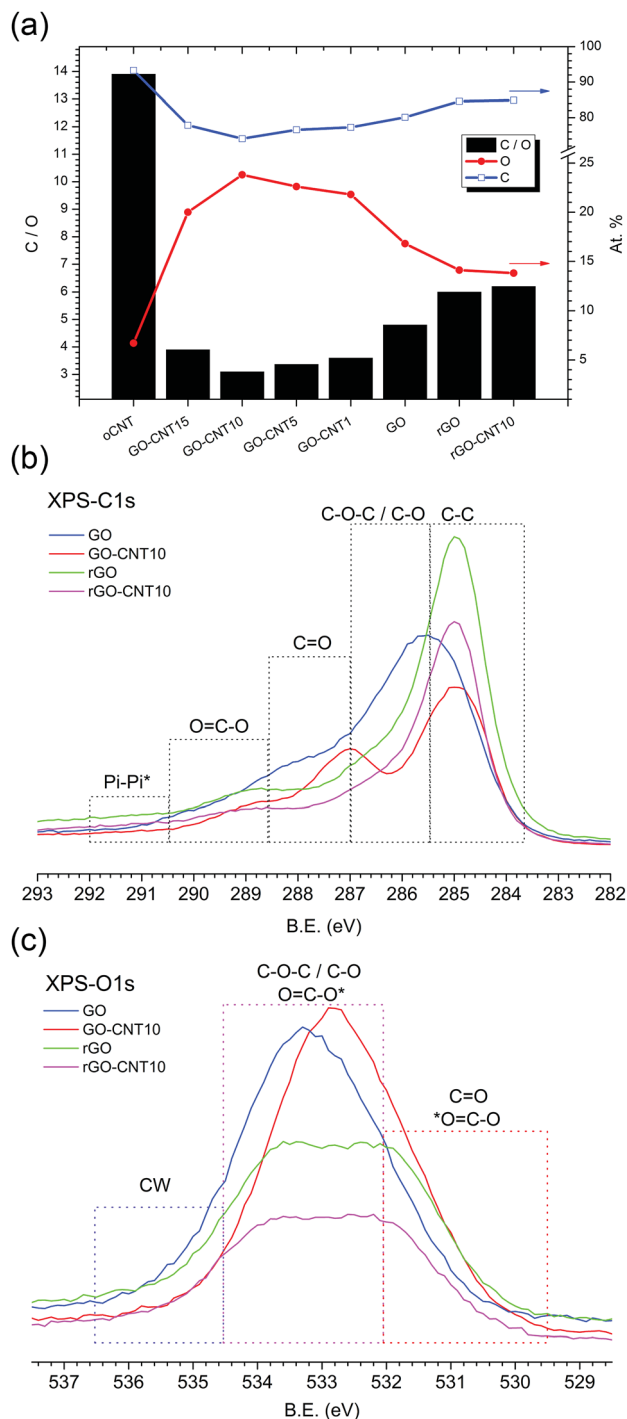 (a)
100
90
80
25
20
15
10
5
At. %
14
13
12
11
10
9
8
7
6
5
4
3
C / O
C / O
O
C
oCNT
GO-CNT15
GO-CNT10
GO-CNT5
GO-CNT1
GO
rGO
rGO-CNT10
(b)
XPS-C1s
GO
GO-CNT10
rGO
rGO-CNT10
C-O-C / C-O
C-C
C=O
O=C-O
Pi-Pi*
293 292 291 290 289 288 287 286 285 284 283 282
B.E. (eV)
(c)
XPS-O1s
GO
GO-CNT10
rGO
rGO-CNT10
C-O-C / C-O
O=C-O*
C=O
*O=C-O
CW
537 536 535 534 533 532 531 530 529
B.E. (eV)